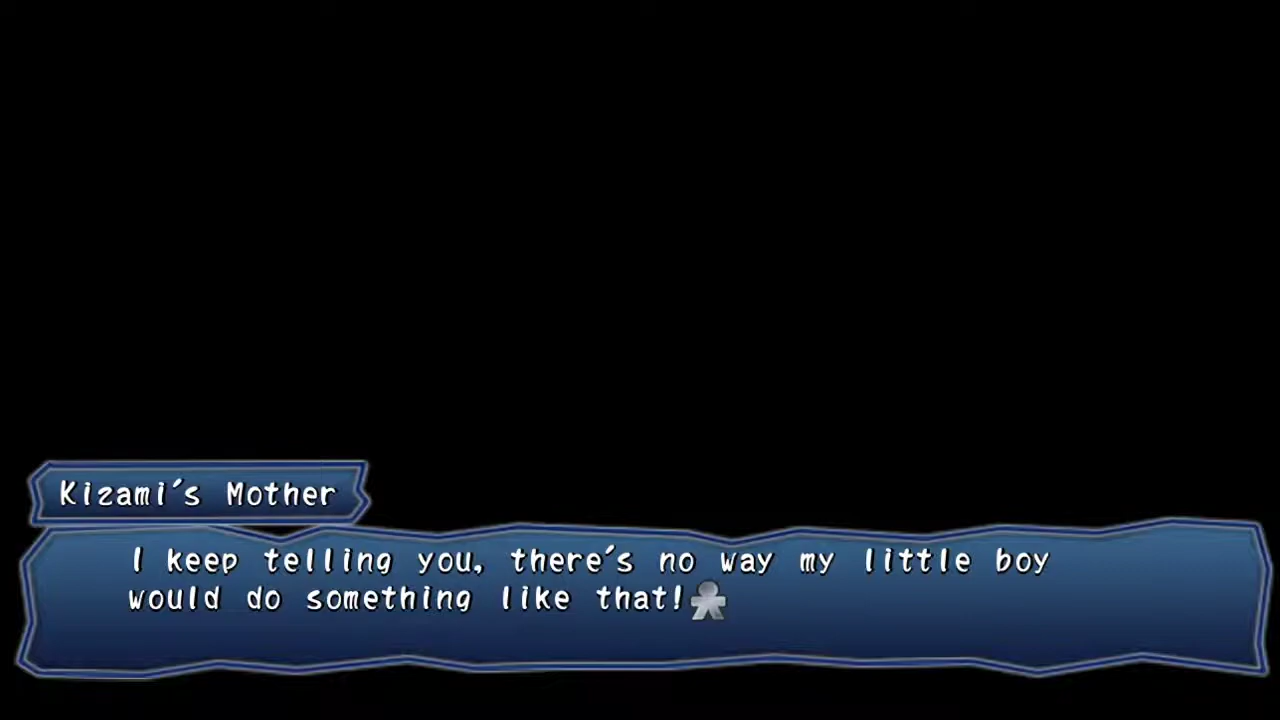 Kizami's Mother
I keep telling you, there's no way my little boy
would do something like that!